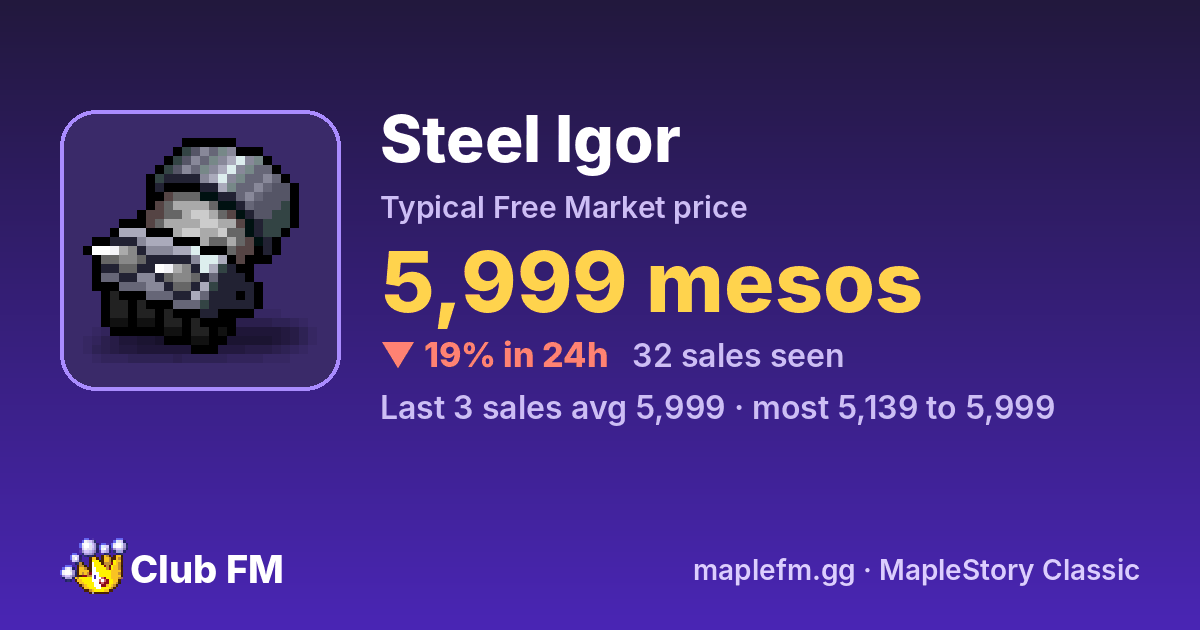 Steel Igor
Typical Free Market price
5,999 mesos
▼ 19% in 24h 32 sales seen
Last 3 sales avg 5,999 · most 5,139 to 5,999
Club FM
maplefm.gg · MapleStory Classic